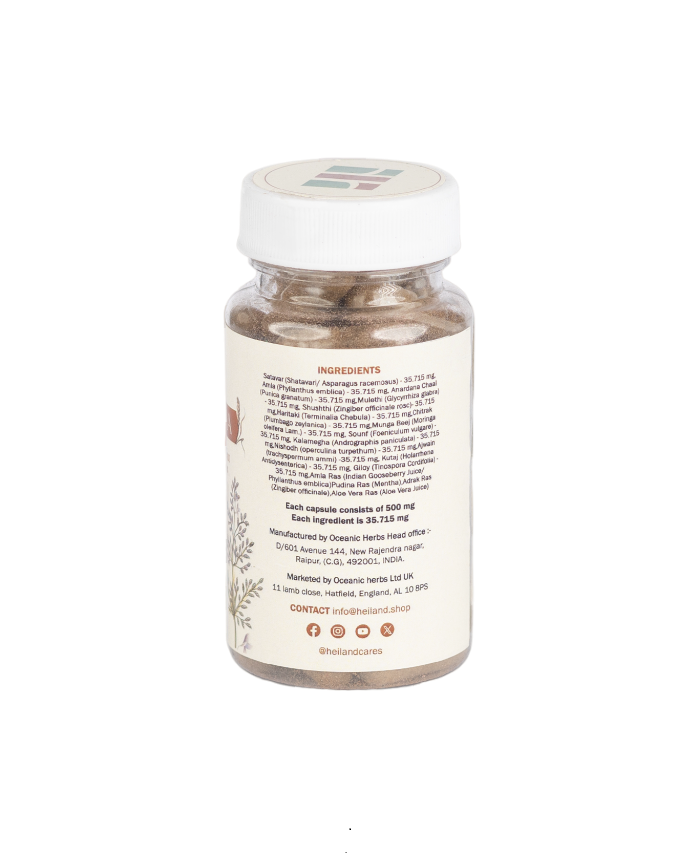 INGREDIENTS
Satavar (Shatavari/ Asparagus racemosus) - 35.715 mg,
Amla (Phyllanthus emblica) - 35.715 mg, Anardana Chaal
(Punica granatum) - 35.715 mg,Mulethi (Glycyrrhiza glabra)
- 35.715 mg, Shushthi (Zingiber officinale rosc)- 35.715
mg,Haritaki (Terminalia Chebula) - 35.715 mg,Chitrak
(Plumbago zeylanica) - 35.715 mg,Munga Beej (Moringa
oleifera Lam.) - 35.715 mg, Sounf (Foeniculum vulgare) -
35.715 mg, Kalamegha (Andrographis paniculata) - 35.715
mg,Nishodh (operculina turpethum) - 35.715 mg,Ajwain
(trachyspermum ammi) -35.715 mg, Kutaj (Holarrhena
Antidysenterica) - 35.715 mg, Giloy (Tinospora Cordifolia) -
35.715 mg,Amla Ras (Indian Gooseberry Juice/
Phyllanthus emblica)Pudina Ras (Mentha),Adrak Ras
(Zingiber officinale),Aloe Vera Ras (Aloe Vera Juice)
Each capsule consists of 500 mg
Each ingredient is 35.715 mg
Manufactured by Oceanic Herbs Head office :-
D/601 Avenue 144, New Rajendra nagar,
Raipur, (C.G), 492001, INDIA.
Marketed by Oceanic herbs Ltd UK
11 lamb close, Hatfield, England, AL 10 8PS
CONTACT info@heiland.shop
@heilandcares